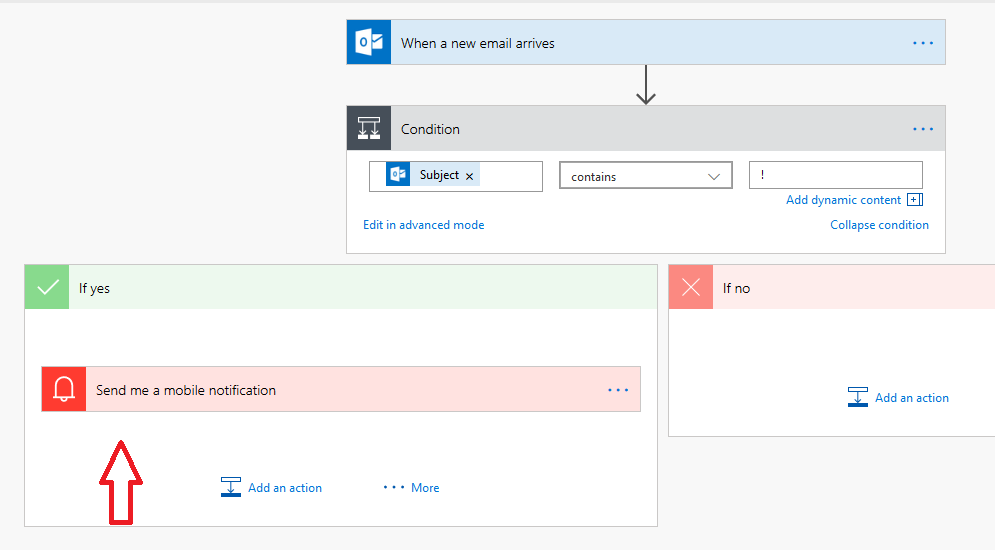 When a new email arrives
Condition
Subject × contains !
Add dynamic content
Edit in advanced mode Collapse condition
If yes If no
Send me a mobile notification
Add an action
Add an action More